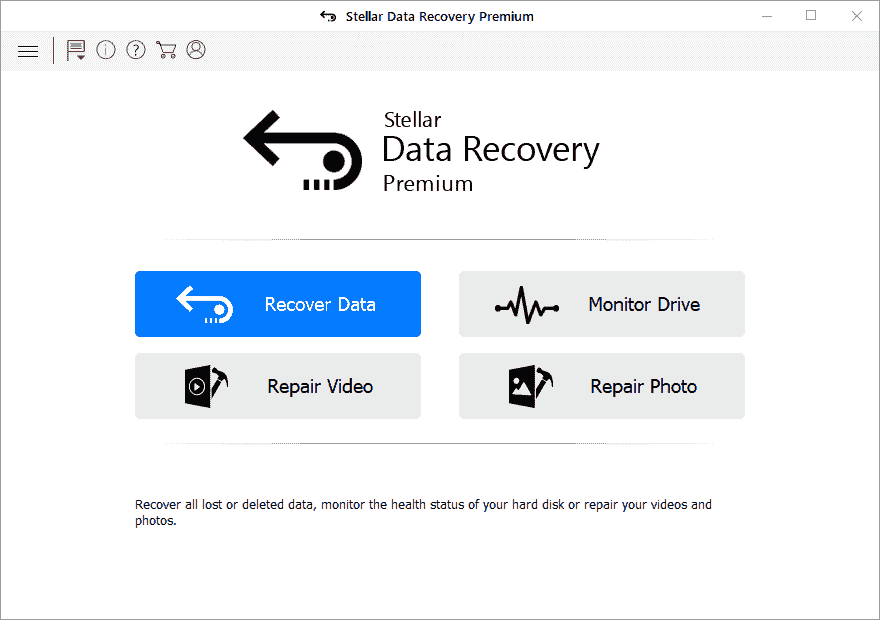 Stellar Data Recovery Premium
Stellar
Data Recovery
Premium
Recover Data
Monitor Drive
Repair Video
Repair Photo
Recover all lost or deleted data, monitor the health status of your hard disk or repair your videos and
photos.